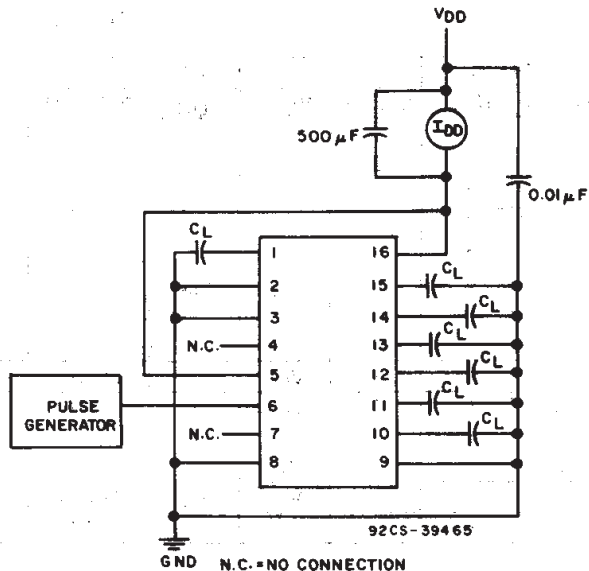 VDD
500 µF
IDD
0.01 µF
CL
1
16
2
15
CL
3
14
CL
N.C.
4
13
CL
5
12
CL
PULSE
GENERATOR
6
11
CL
N.C.
7
10
CL
8
9
92CS-39465
GND
N.C. = NO CONNECTION